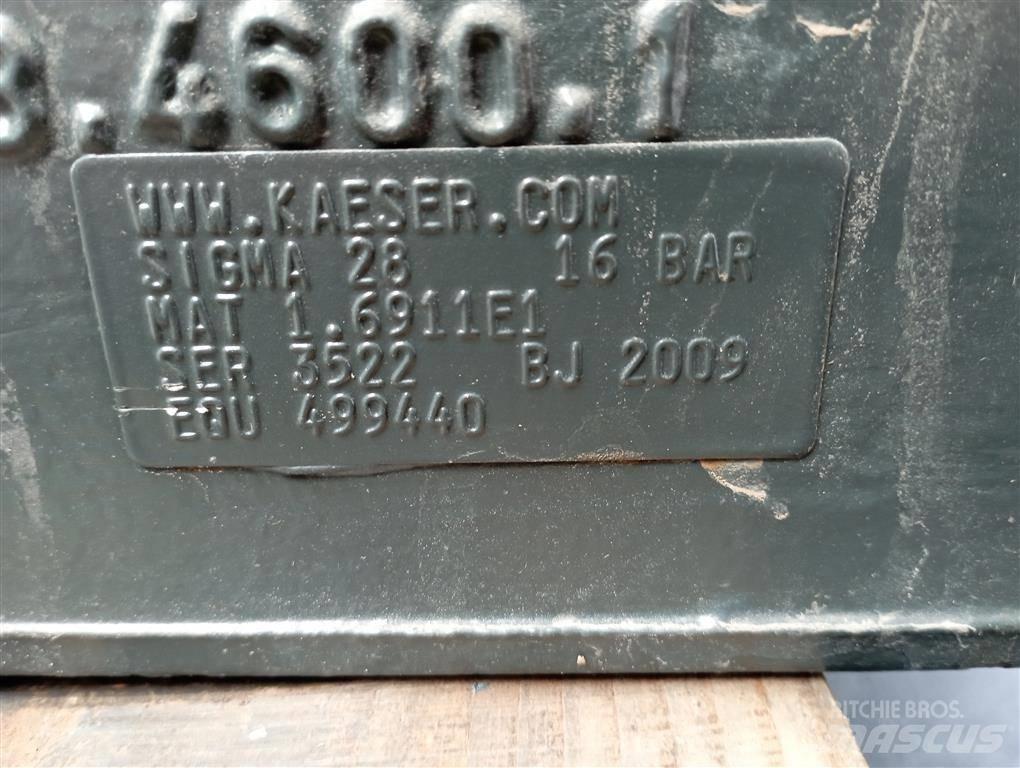 .4600.1
WWW.KAESER.COM
SIGMA 28 16 BAR
MAT 1.6911E1
SER 3522 BJ 2009
EQU 499440
RITCHIE BROS.
MASCUS